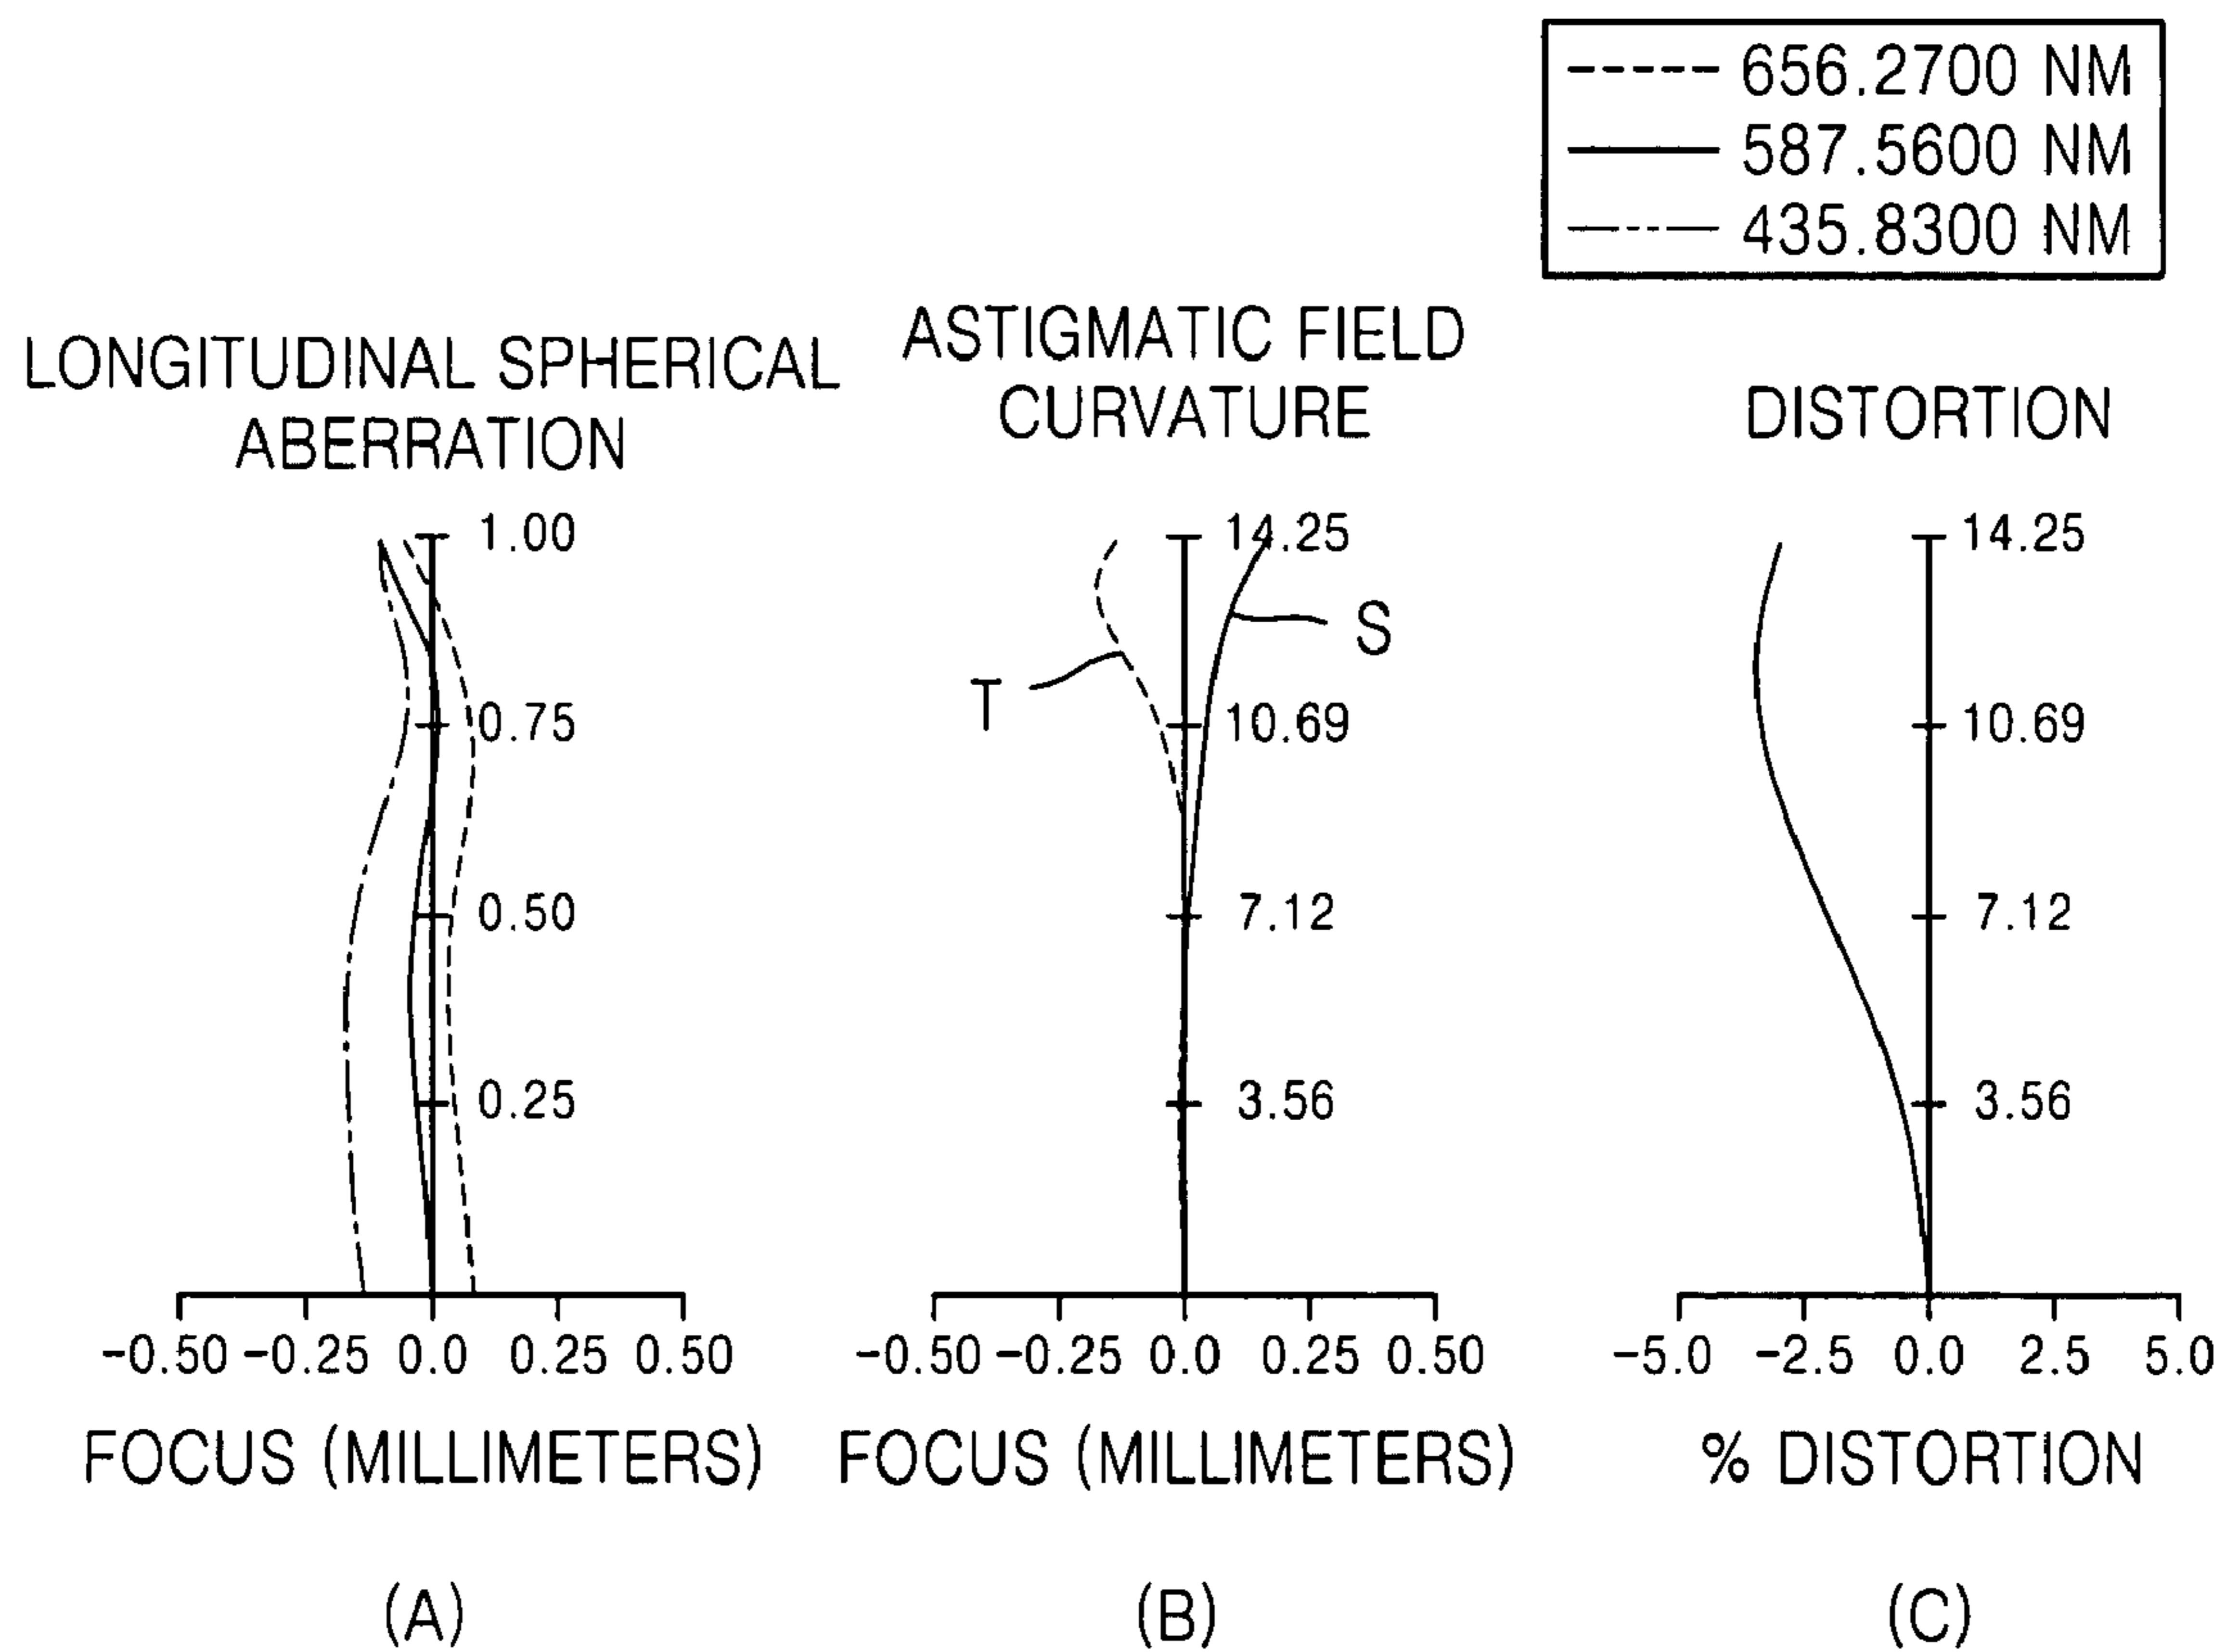 656.2700 NM
587.5600 NM
435.8300 NM
LONGITUDINAL SPHERICAL
ABERRATION
1.00
0.75
0.50
0.25
-0.50 -0.25 0.0 0.25 0.50
FOCUS (MILLIMETERS)
(A)
ASTIGMATIC FIELD
CURVATURE
14.25
S
T
10.69
7.12
3.56
-0.50 -0.25 0.0 0.25 0.50
FOCUS (MILLIMETERS)
(B)
DISTORTION
14.25
10.69
7.12
3.56
-5.0 -2.5 0.0 2.5 5.0
% DISTORTION
(C)